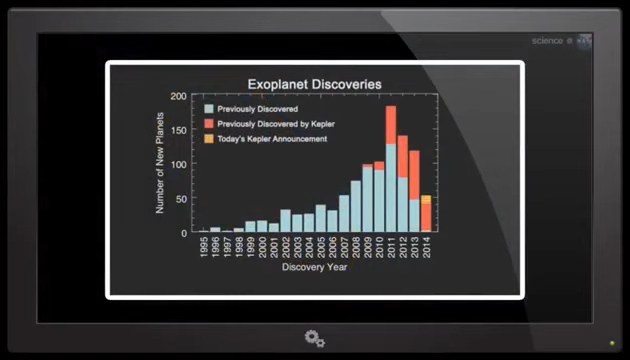 science @
Exoplanet Discoveries
200
Previously Discovered
Previously Discovered by Kepler
150
Today's Kepler Announcement
100
50
0
Number of New Planets
1995 1996 1997 1998 1999 2000 2001 2002 2003 2004 2005 2006 2007 2008 2009 2010 2011 2012 2013 2014
Discovery Year